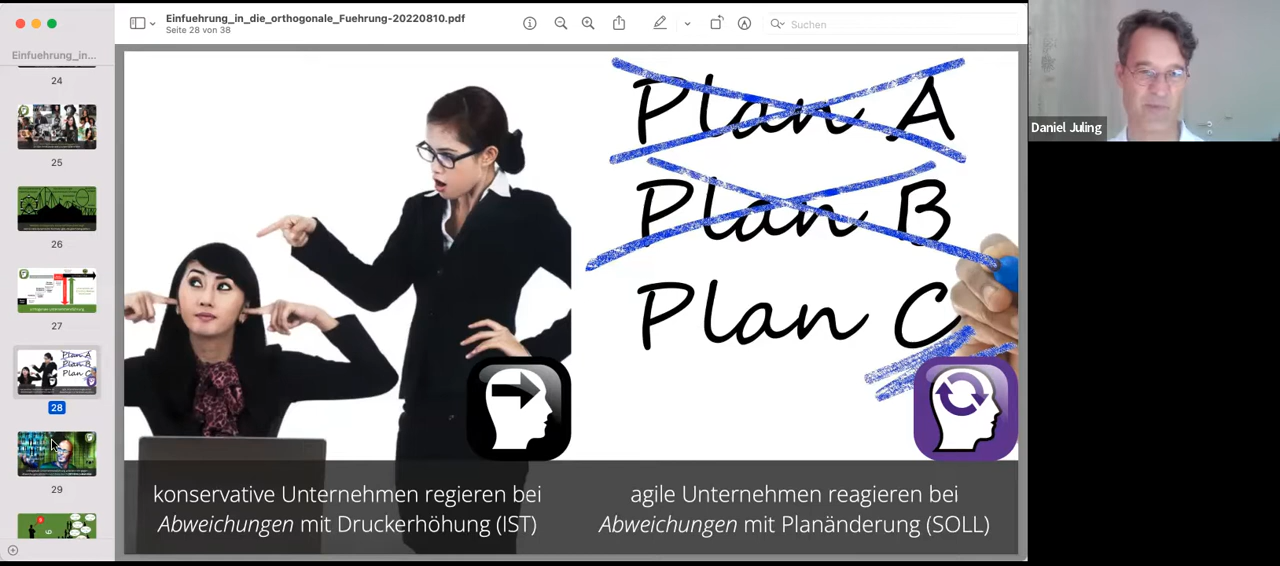 Einfuehrung_in_die_orthogonale_Fuehrung-20220810.pdf
Seite 28 von 38
Suchen
Einfuehrung_in...
24
25
26
27
28
29
Plan A
Plan B
Plan C
konservative Unternehmen regieren bei
Abweichungen mit Druckerhöhung (IST)
agile Unternehmen reagieren bei
Abweichungen mit Planänderung (SOLL)
Daniel Juling